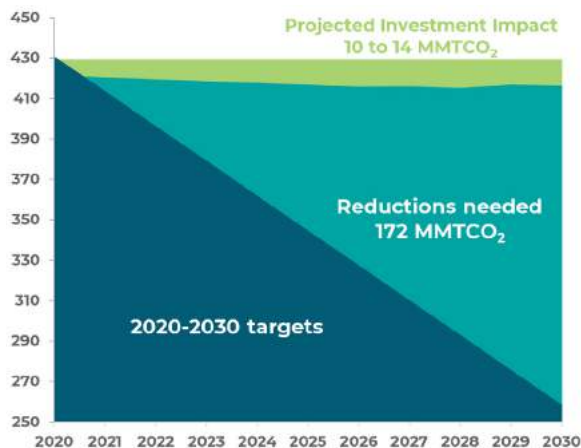 450
Projected Investment Impact
10 to 14 MMTCO₂
430
410
390
370
350
Reductions needed
172 MMTCO₂
330
310
2020-2030 targets
290
270
250
2020 2021 2022 2023 2024 2025 2026 2027 2028 2029 2030